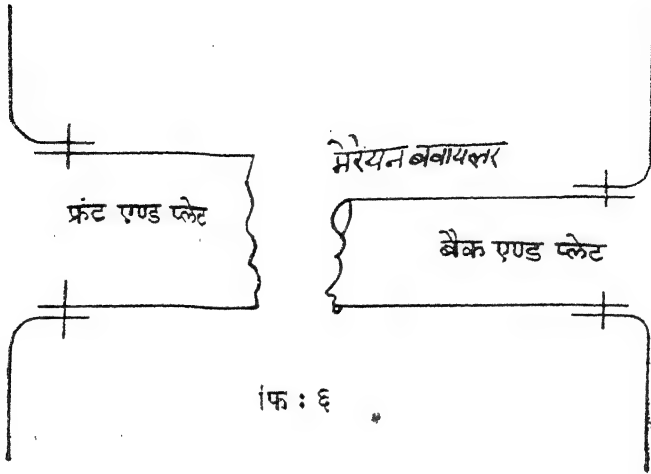 मेरियन बवायलर
फ्रंट एण्ड प्लेट
बैक एण्ड प्लेट
फि : ६